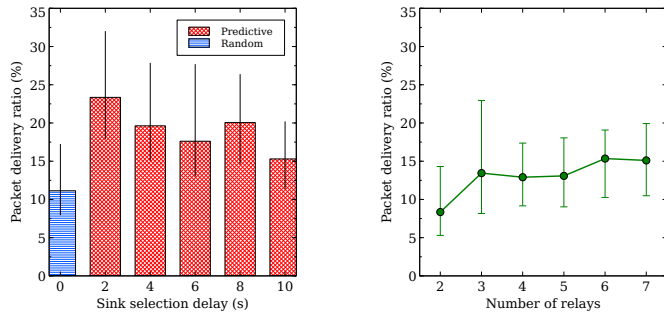 Packet delivery ratio (%)
35
30
25
20
15
10
5
0
Predictive
Random
0 2 4 6 8 10
Sink selection delay (s)
Packet delivery ratio (%)
35
30
25
20
15
10
5
0
2 3 4 5 6 7
Number of relays